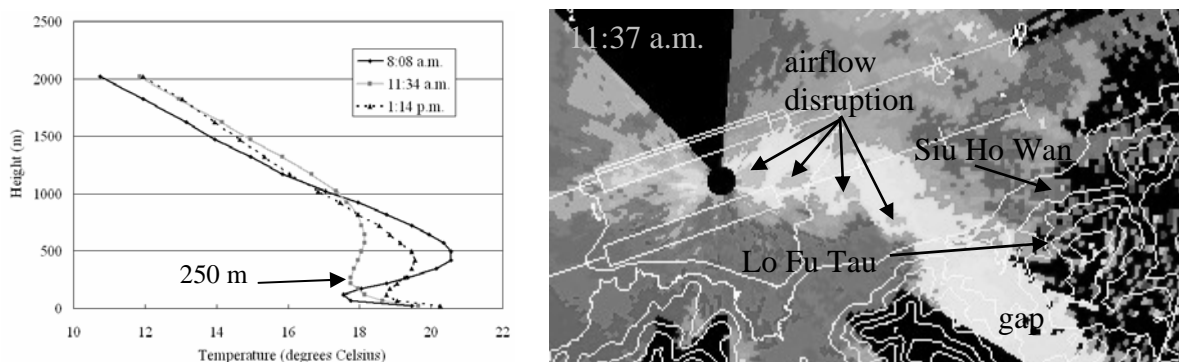 2500
2000
1500
1000
500
0
Height (m)
8:08 a.m.
11:34 a.m.
1:14 p.m.
250 m
10 12 14 16 18 20 22
Temperature (degrees Celsius)
11:37 a.m.
airflow
disruption
Siu Ho Wan
Lo Fu Tau
gap